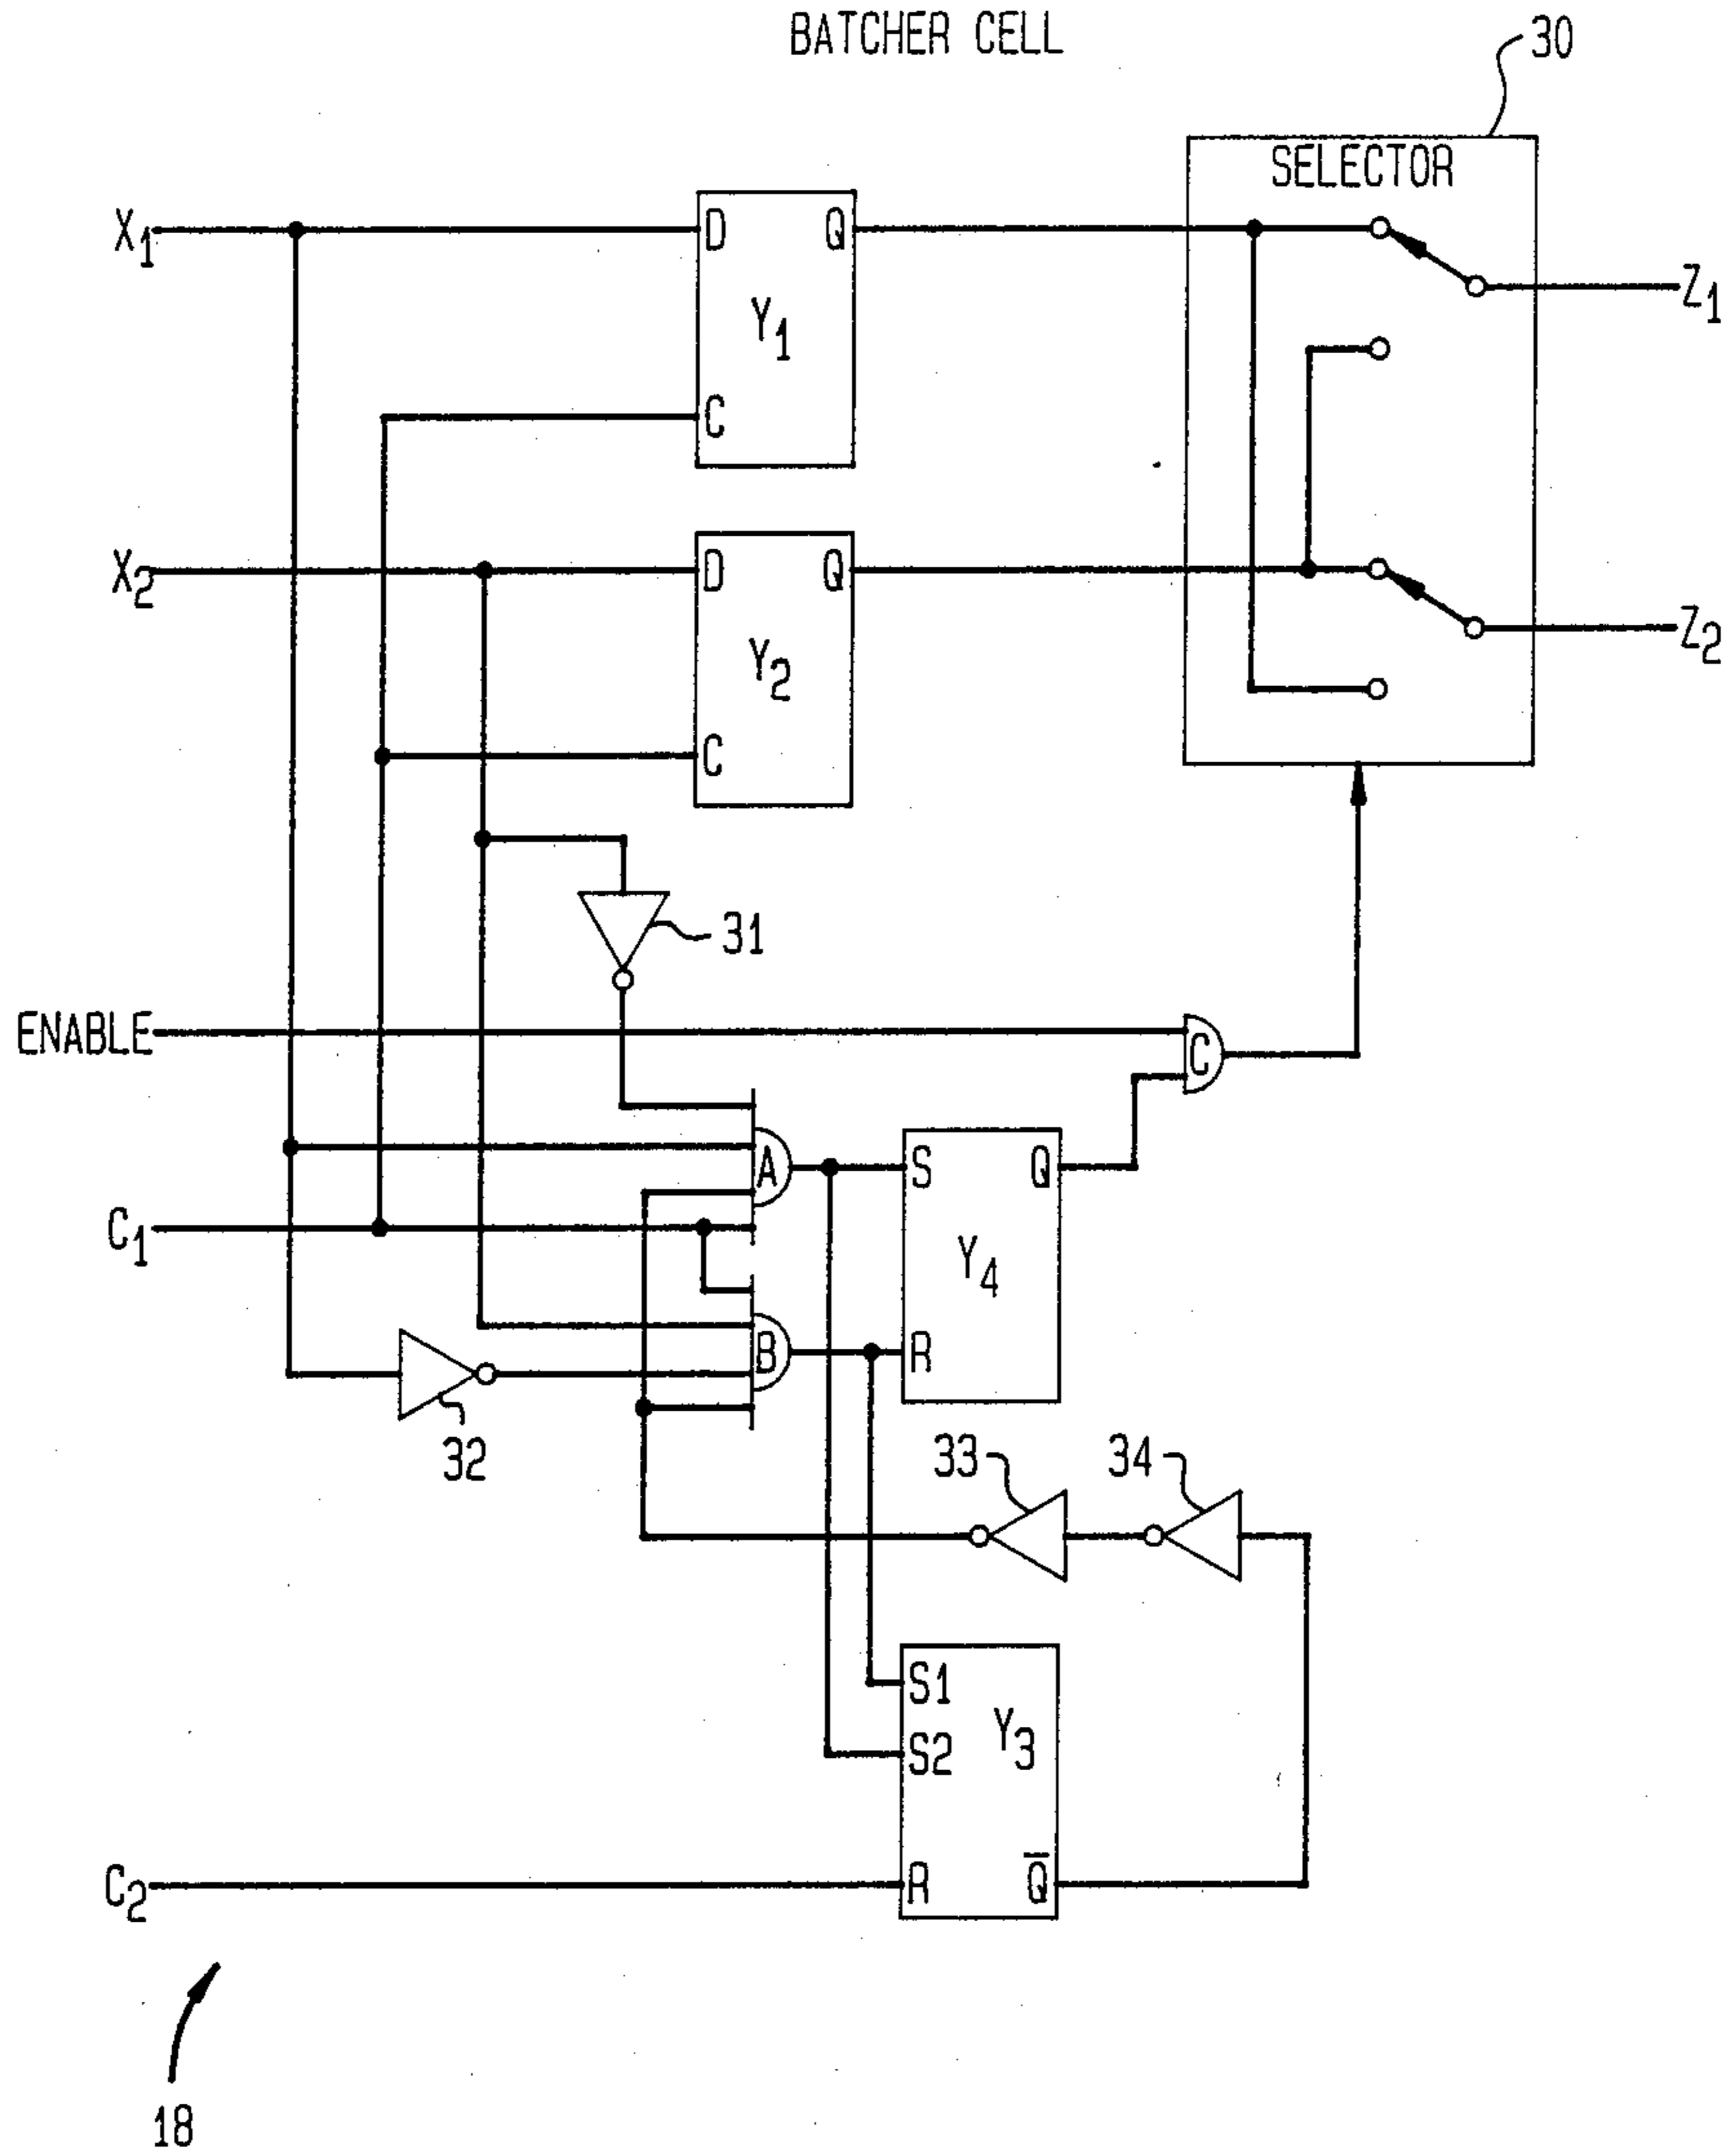 BATCHER CELL
30
SELECTOR
X1
D
Q
Y1
C
Z1
X2
D
Q
Y2
C
Z2
31
ENABLE
C
A
S
Q
Y4
R
C1
B
32
33
34
S1
S2
Y3
R
Q̅
C2
18